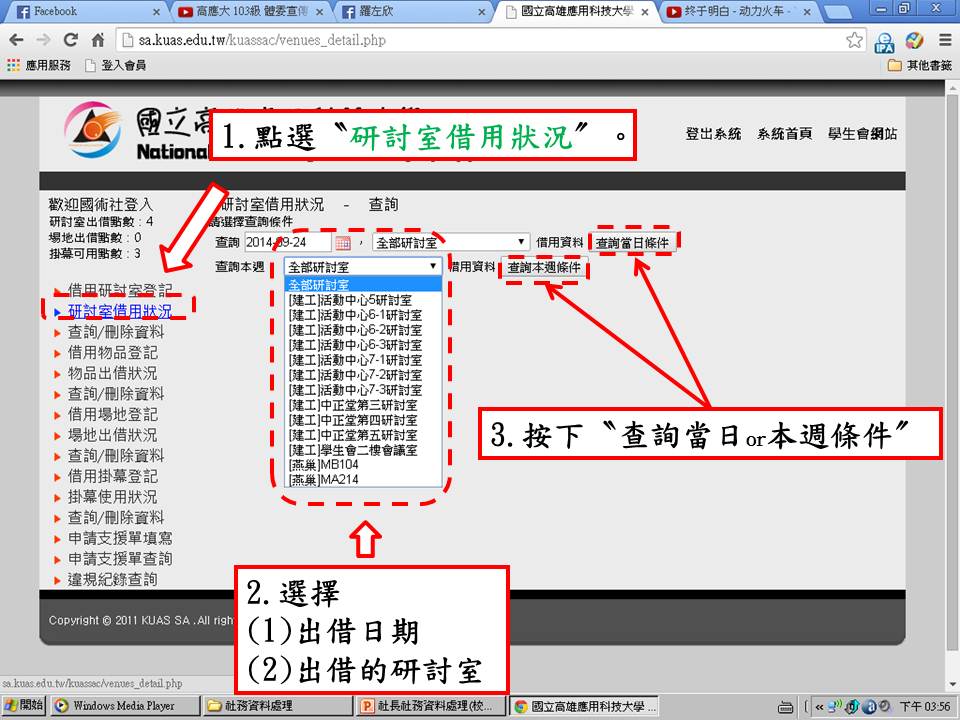 Facebook
高應大 103級 體委宣傳
羅左欣
國立高雄應用科技大學
终于明白 - 动力火车 -
sa.kuas.edu.tw/kuassac/venues_detail.php
應用服務 登入會員
其他書籤
國立高
National
登出系統 系統首頁 學生會網站
1.點選〝研討室借用狀況〞。
歡迎國術社登入
研討室出借點數：4
場地出借點數：0
掛幕可用點數：3
研討室借用狀況 - 查詢
請選擇查詢條件
查詢 2014-09-24 ， 全部研討室 借用資料 查詢當日條件
查詢本週 全部研討室 借用資料 查詢本週條件
全部研討室
[建工]活動中心5研討室
[建工]活動中心6-1研討室
[建工]活動中心6-2研討室
[建工]活動中心6-3研討室
[建工]活動中心7-1研討室
[建工]活動中心7-2研討室
[建工]活動中心7-3研討室
[建工]中正堂第三研討室
[建工]中正堂第四研討室
[建工]中正堂第五研討室
[建工]學生會二樓會議室
[燕巢]MB104
[燕巢]MA214
借用研討室登記
研討室借用狀況
查詢/刪除資料
借用物品登記
物品出借狀況
查詢/刪除資料
借用場地登記
場地出借狀況
查詢/刪除資料
借用掛幕登記
掛幕使用狀況
查詢/刪除資料
申請支援單填寫
申請支援單查詢
違規紀錄查詢
3.按下〝查詢當日or本週條件〞
2.選擇
(1)出借日期
(2)出借的研討室
Copyright © 2011 KUAS SA .All righ
sa.kuas.edu.tw/kuassac/venues_detail.php
開始 Windows Media Player 社務資料處理 社長社務資料處理(校... 國立高雄應用科技大學 ... 下午 03:56